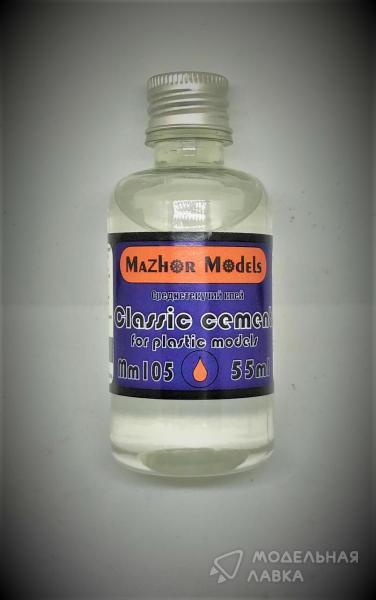 MaZhor Models
Среднетекучий клей
Classic cement
for plastic models
Mm105 55ml
МОДЕЛЬНАЯ
ЛАВКА